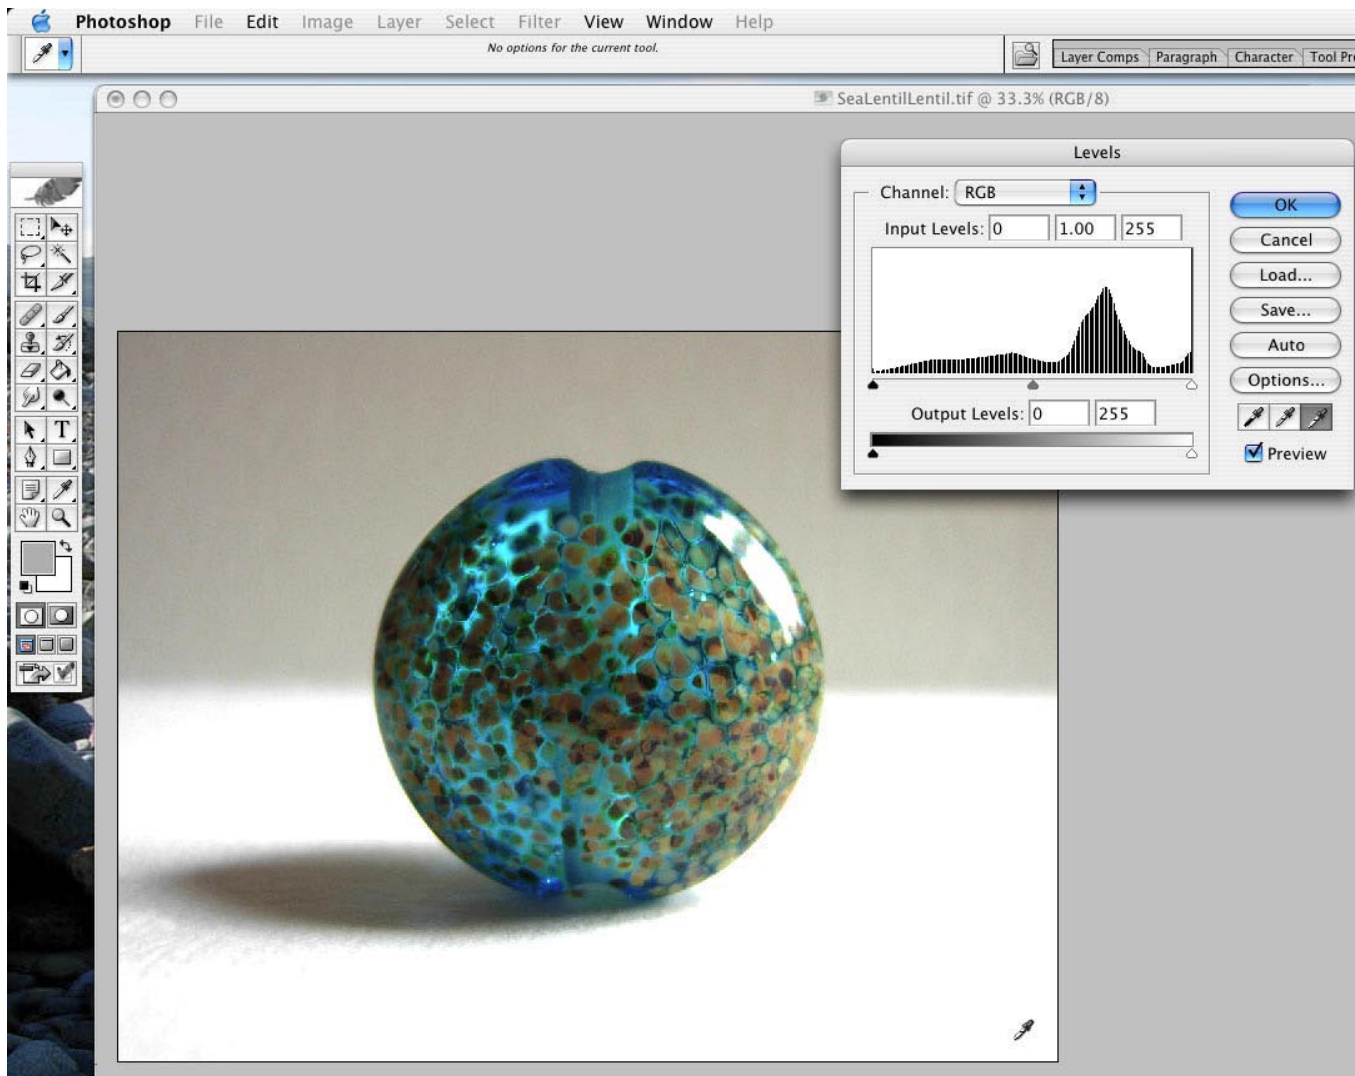 Photoshop File Edit Image Layer Select Filter View Window Help
No options for the current tool.
Layer Comps Paragraph Character Tool Pre
SeaLentilLentil.tif @ 33.3% (RGB/8)
Levels
Channel: RGB
OK
Input Levels: 0 1.00 255
Cancel
Load...
Save...
Auto
Options...
Output Levels: 0 255
Preview
T